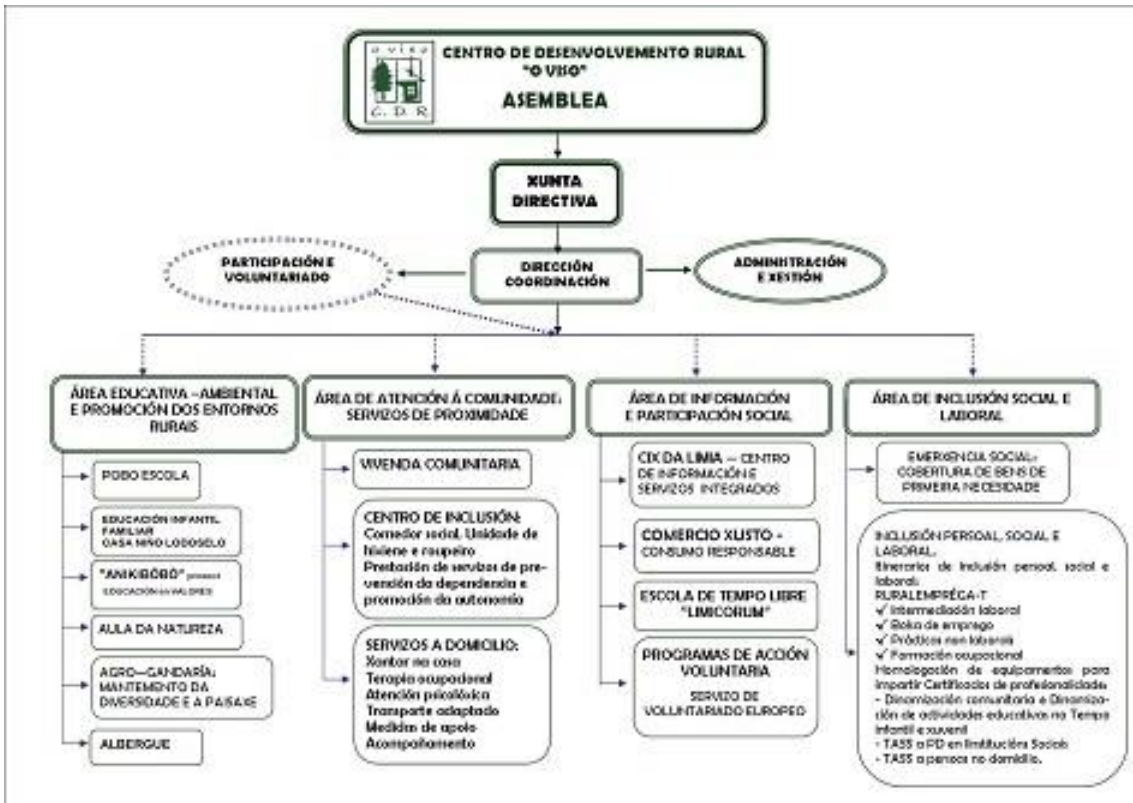 o viso
C. D. R.
CENTRO DE DESENVOLVEMENTO RURAL
"O VISO"
ASEMBLEA
XUNTA
DIRECTIVA
PARTICIPACIÓN E
VOLUNTARIADO
DIRECCIÓN
COORDINACIÓN
ADMINISTRACIÓN
E XESTIÓN
ÁREA EDUCATIVA –AMBIENTAL
E PROMOCIÓN DOS ENTORNOS
RURAIS
POBO ESCOLA
EDUCACIÓN INFANTIL
FAMILIAR
CASA NIÑO LODOSELO
"ANIKIBÓBÓ"
EDUCACIÓN en VALORES
AULA DA NATUREZA
AGRO—GANDARÍA:
MANTEMENTO DA
DIVERSIDADE E A PAISAXE
ALBERGUE
ÁREA DE ATENCIÓN Á COMUNIDADE:
SERVIZOS DE PROXIMIDADE
VIVENDA COMUNITARIA
CENTRO DE INCLUSIÓN:
Comedor social. Unidade de
hixiene e roupeiro
Prestación de servizos de pre-
vención da dependencia e
promoción da autonomía
SERVIZOS A DOMICILIO:
Xantar na casa
Terapia ocupacional
Atención psicolóxica
Transporte adaptado
Medidas de apoio
Acompañamento
ÁREA DE INFORMACIÓN
E PARTICIPACIÓN SOCIAL
CIX DA LIMIA — CENTRO
DE INFORMACIÓN E
SERVIZOS INTEGRADOS
COMERCIO XUSTO -
CONSUMO RESPONSABLE
ESCOLA DE TEMPO LIBRE
"LIMICORUM"
PROGRAMAS DE ACCIÓN
VOLUNTARIA
SERVIZO DE
VOLUNTARIADO EUROPEO
ÁREA DE INCLUSIÓN SOCIAL E
LABORAL
EMERXENCIA SOCIAL:
COBERTURA DE BENS DE
PRIMEIRA NECESIDADE
INCLUSIÓN PERSOAL, SOCIAL E
LABORAL.
Itinerarios de inclusión persoal, social e
laboral:
RURALEMPRÉGA-T
✓ Intermediación laboral
✓ Bolsa de emprego
✓ Prácticas non laborais
✓ Formación ocupacional
Homologación de equipamentos para
impartir Certificados de profesionalidade:
- Dinamización comunitaria e Dinamiza-
ción de actividades educativas no Tempo
infantil e xuvenil
- TASS a PD en Institucións Sociais
- TASS a persoas no domicilio.